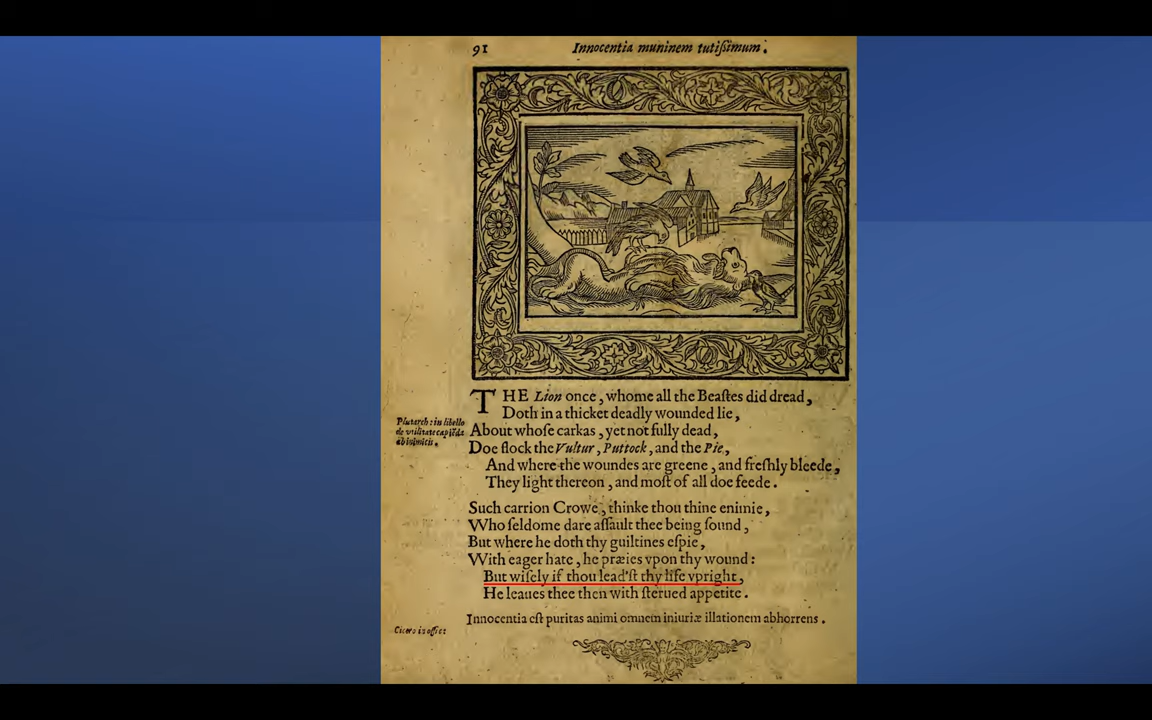 91 Innocentia muninem tutiſsimum.
THE Lion once, whome all the Beaſtes did dread,
Doth in a thicket deadly wounded lie,
About whoſe carkas, yet not fully dead,
Doe flock the Vultur, Puttock, and the Pie,
And where the woundes are greene, and freſhly bleede,
They light thereon, and moſt of all doe feede.
Plutarch: in libello
de vtilitate capiēda
ab inimicis.
Such carrion Crowe, thinke thou thine enimie,
Who ſeldome dare aſſault thee being ſound,
But where he doth thy guiltines eſpie,
With eager hate, he præies vpon thy wound:
But wiſely if thou lead'ſt thy life vpright,
He leaues thee then with ſterued appetite.
Innocentia eſt puritas animi omnem iniuriæ illationem abhorrens.
Cicero in offic: